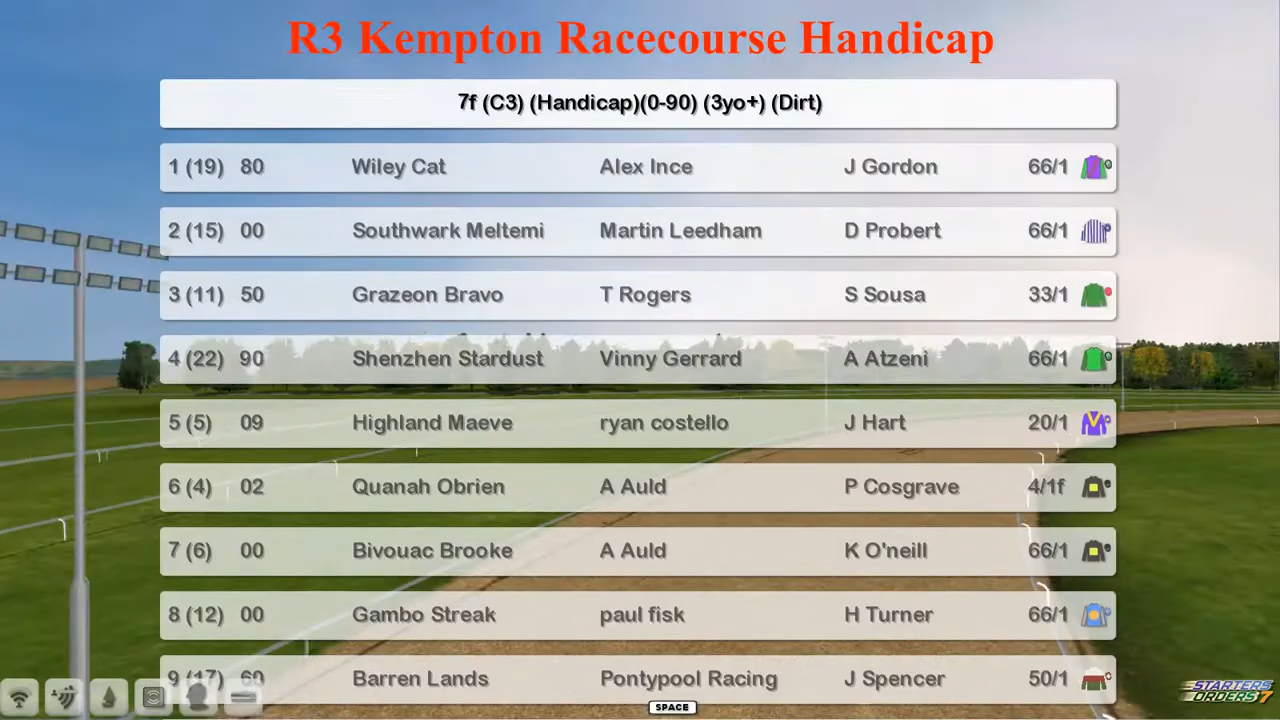 R3 Kempton Racecourse Handicap
7f (C3) (Handicap)(0-90) (3yo+) (Dirt)
1 (19) 80 Wiley Cat Alex Ince J Gordon 66/1
2 (15) 00 Southwark Meltemi Martin Leedham D Probert 66/1
3 (11) 50 Grazeon Bravo T Rogers S Sousa 33/1
4 (22) 90 Shenzhen Stardust Vinny Gerrard A Atzeni 66/1
5 (5) 09 Highland Maeve ryan costello J Hart 20/1
6 (4) 02 Quanah Obrien A Auld P Cosgrave 4/1f
7 (6) 00 Bivouac Brooke A Auld K O'neill 66/1
8 (12) 00 Gambo Streak paul fisk H Turner 66/1
9 (17) 60 Barren Lands Pontypool Racing J Spencer 50/1
SPACE
STARTERS
ORDERS 7